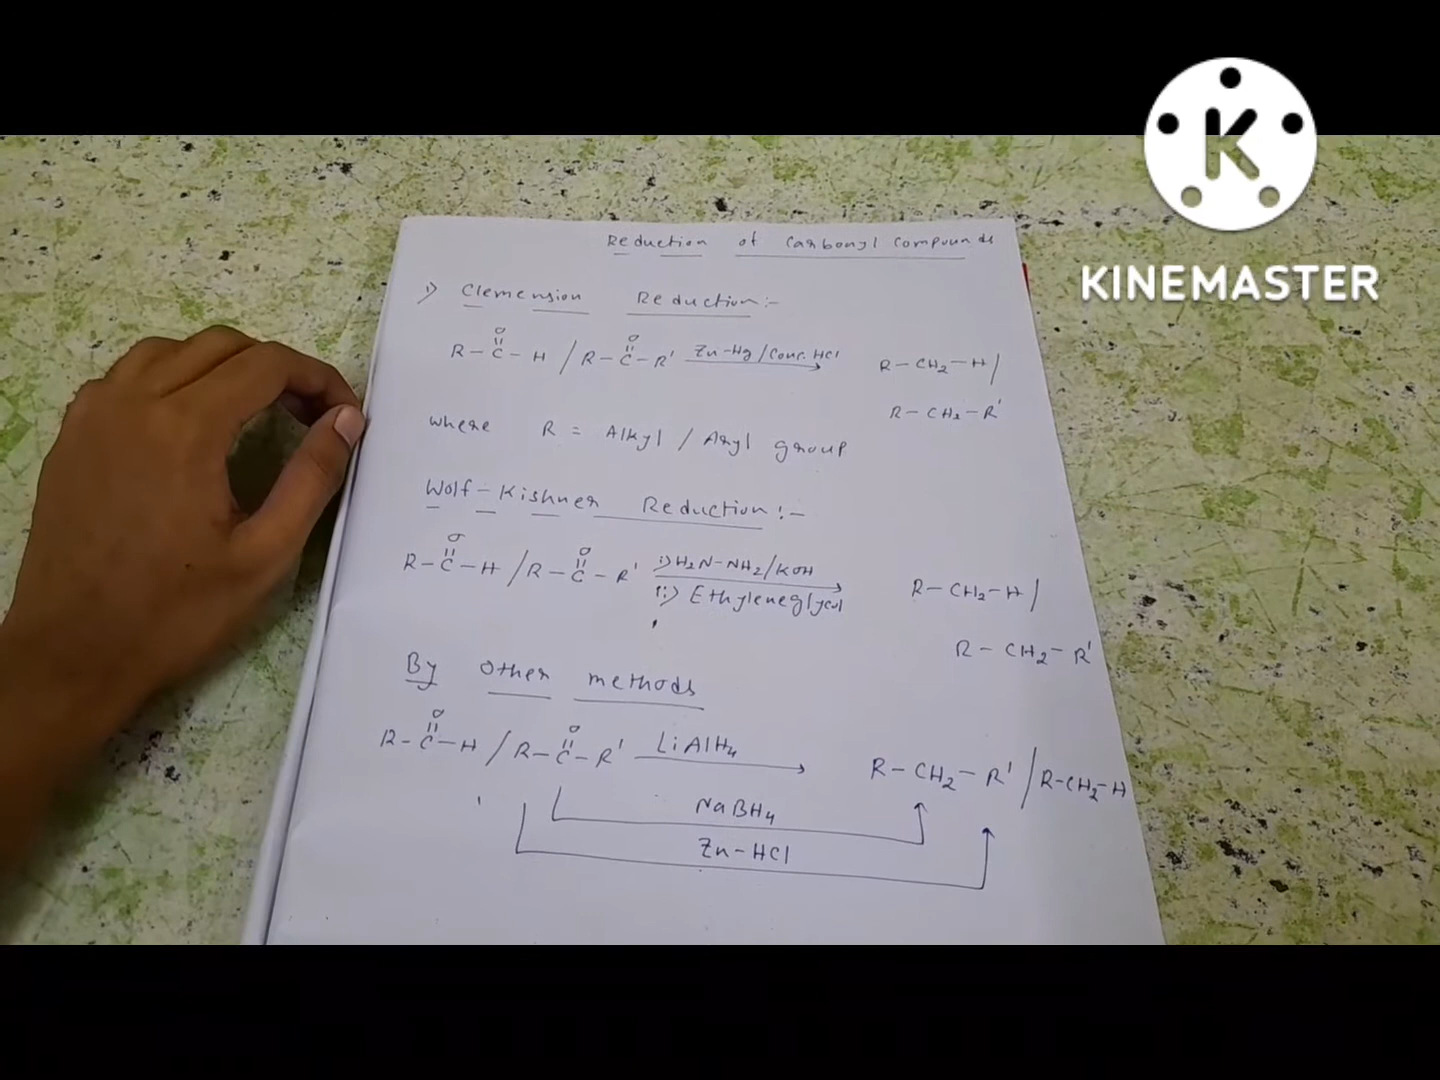 KINEMASTER
Reduction of Carbonyl Compounds
i) Clemension Reduction:-
R-C-H / R-C-R' Zn-Hg/Conc. HCl R-CH2-H/
O O
R-CH2-R'
where R = Alkyl / Aryl group
Wolf-Kishner Reduction:-
O O
R-C-H / R-C-R' i) H2N-NH2/KOH R-CH2-H/
ii) Ethyleneglycol
R-CH2-R'
By other methods
O O
R-C-H / R-C-R' LiAlH4 R-CH2-R' / R-CH2-H
NaBH4
Zn-HCl